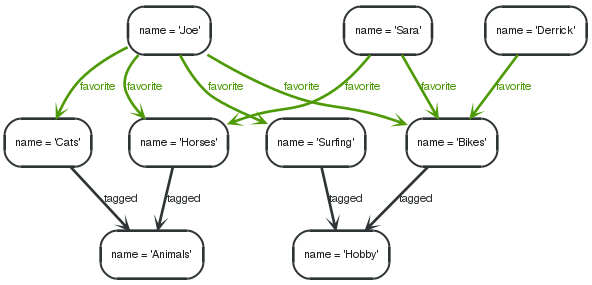 name = 'Joe'
name = 'Sara'
name = 'Derrick'
favorite
favorite
favorite
favorite
favorite
favorite
favorite
name = 'Cats'
name = 'Horses'
name = 'Surfing'
name = 'Bikes'
tagged
tagged
tagged
tagged
name = 'Animals'
name = 'Hobby'